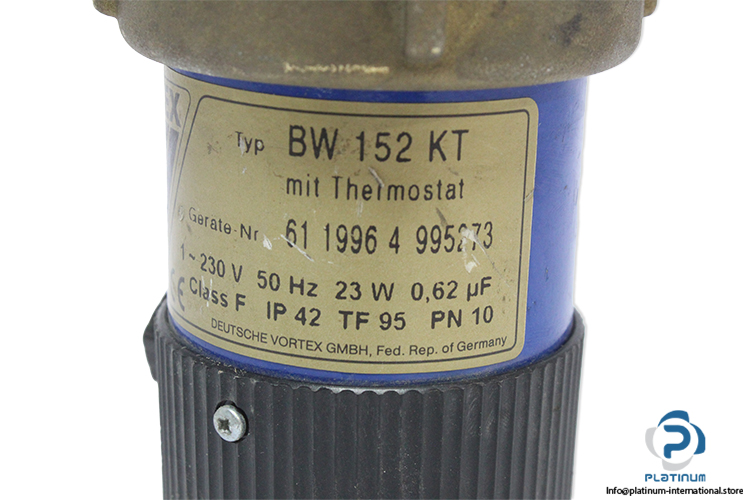 EX
Typ BW 152 KT
mit Thermostat
Geräte-Nr. 61 1996 4 995273
1~230 V 50 Hz 23 W 0,62 µF
CE Class F IP 42 TF 95 PN 10
DEUTSCHE VORTEX GMBH, Fed. Rep. of Germany
PLATINUM
Info@platinum-international.store